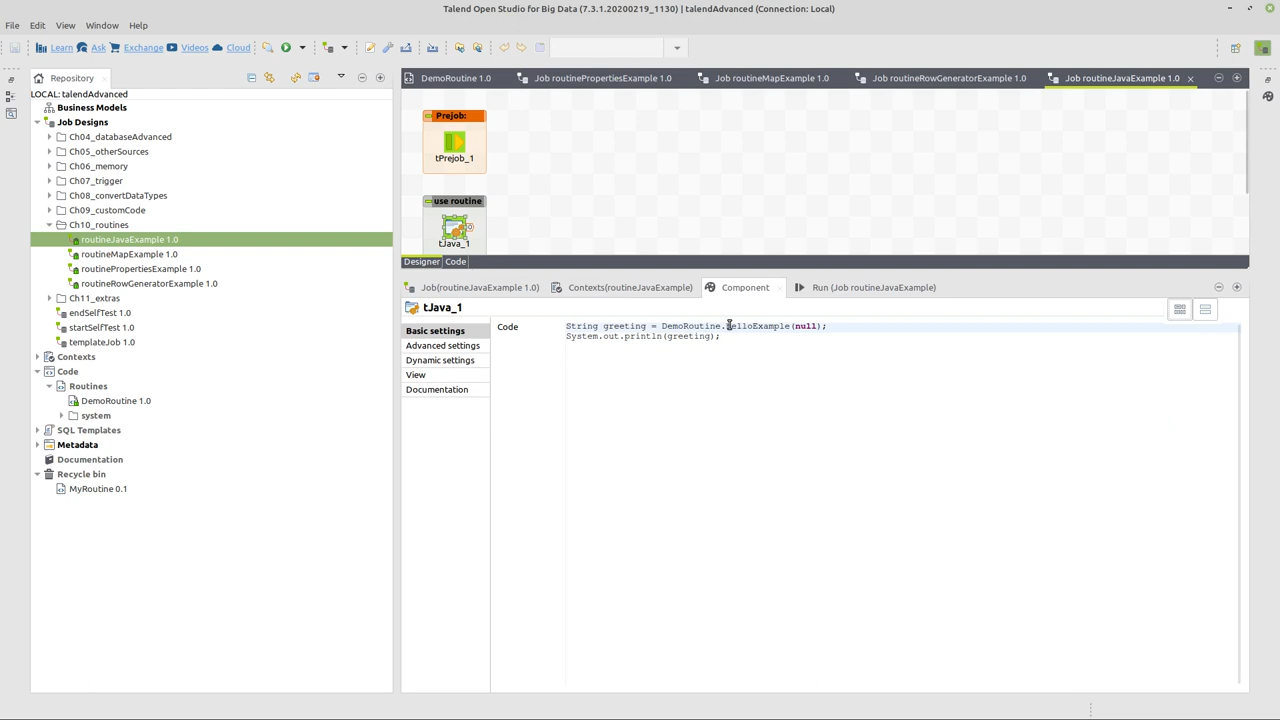 Talend Open Studio for Big Data (7.3.1.20200219_1130) | talendAdvanced (Connection: Local)
File Edit View Window Help
Learn Ask Exchange Videos Cloud
Repository
LOCAL: talendAdvanced
Business Models
Job Designs
Ch04_databaseAdvanced
Ch05_otherSources
Ch06_memory
Ch07_trigger
Ch08_convertDataTypes
Ch09_customCode
Ch10_routines
routineJavaExample 1.0
routineMapExample 1.0
routinePropertiesExample 1.0
routineRowGeneratorExample 1.0
Ch11_extras
endSelfTest 1.0
startSelfTest 1.0
templateJob 1.0
Contexts
Code
Routines
DemoRoutine 1.0
system
SQL Templates
Metadata
Documentation
Recycle bin
MyRoutine 0.1
DemoRoutine 1.0 Job routinePropertiesExample 1.0 Job routineMapExample 1.0 Job routineRowGeneratorExample 1.0 Job routineJavaExample 1.0
Prejob:
tPrejob_1
use routine
tJava_1
Designer Code
Job(routineJavaExample 1.0) Contexts(routineJavaExample) Component Run (Job routineJavaExample)
tJava_1
Basic settings
Advanced settings
Dynamic settings
View
Documentation
Code
String greeting = DemoRoutine.helloExample(null);
System.out.println(greeting);